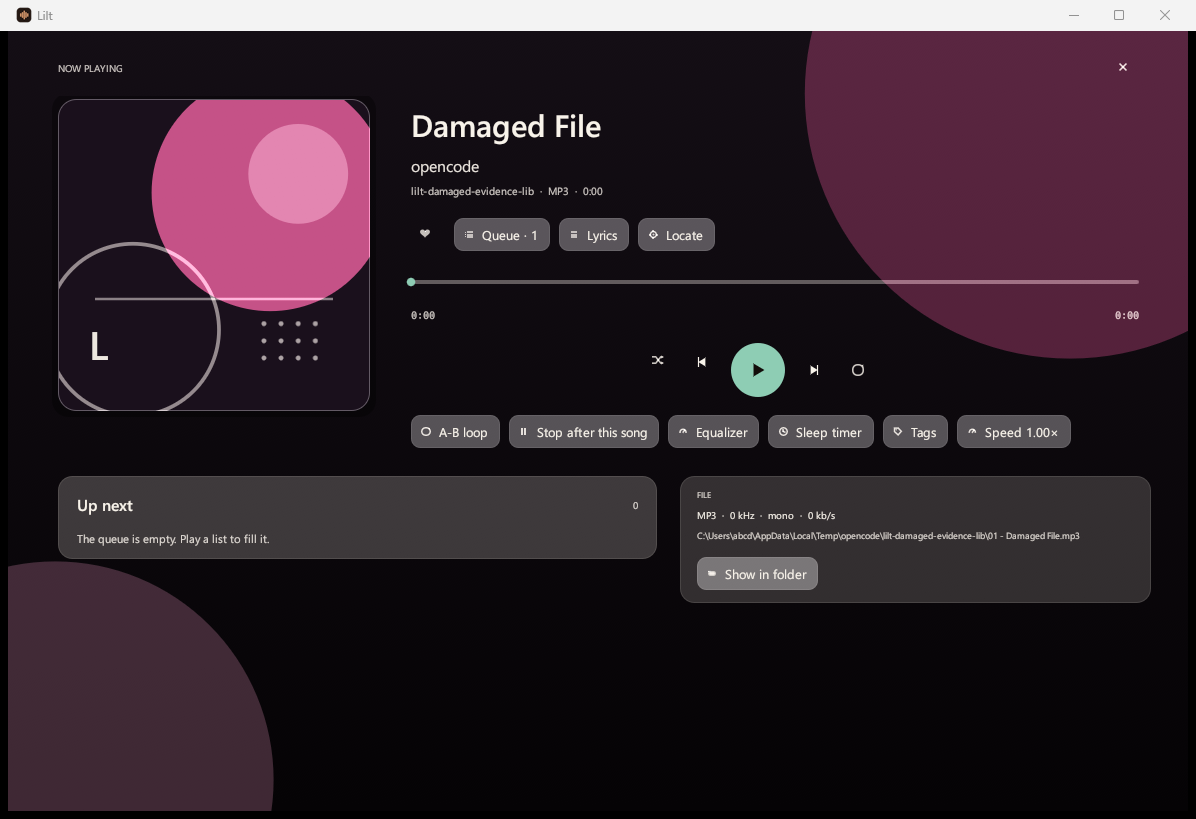 Lilt
NOW PLAYING
L
Damaged File
opencode
lilt-damaged-evidence-lib · MP3 · 0:00
Queue · 1
Lyrics
Locate
0:00
0:00
A-B loop
Stop after this song
Equalizer
Sleep timer
Tags
Speed 1.00×
Up next
0
The queue is empty. Play a list to fill it.
FILE
MP3 · 0 kHz · mono · 0 kb/s
C:\Users\abcd\AppData\Local\Temp\opencode\lilt-damaged-evidence-lib\01 - Damaged File.mp3
Show in folder